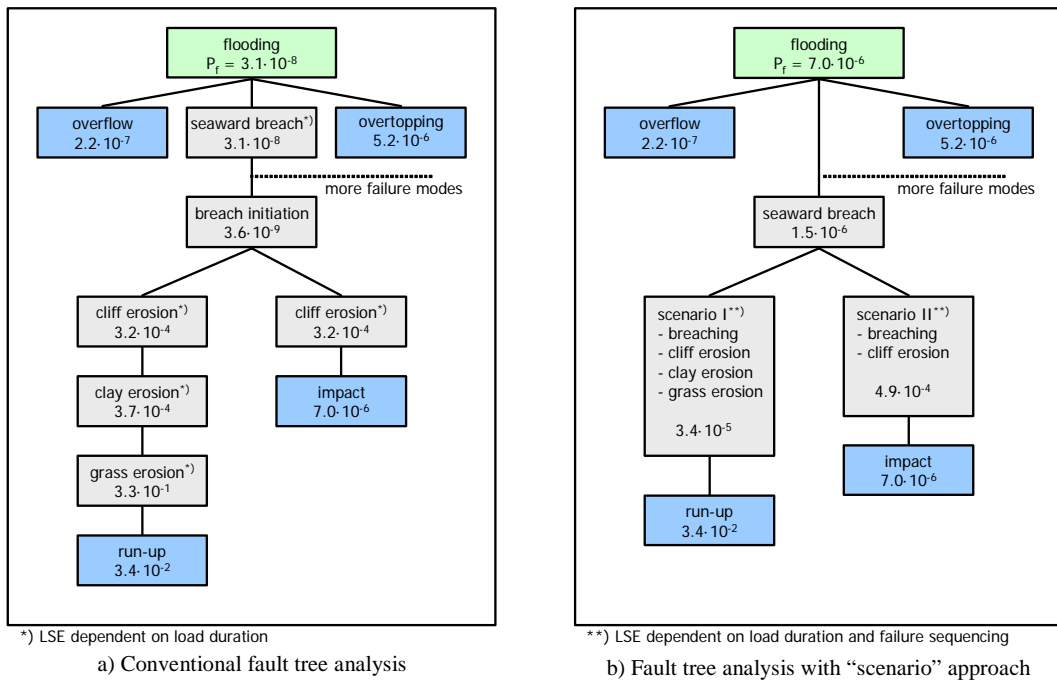 flooding
P_f = 3.1·10^-8
overflow
2.2·10^-7
seaward breach*)
3.1·10^-8
overtopping
5.2·10^-6
more failure modes
breach initiation
3.6·10^-9
cliff erosion*)
3.2·10^-4
cliff erosion*)
3.2·10^-4
clay erosion*)
3.7·10^-4
impact
7.0·10^-6
grass erosion*)
3.3·10^-1
run-up
3.4·10^-2
*) LSE dependent on load duration
a) Conventional fault tree analysis
flooding
P_f = 7.0·10^-6
overflow
2.2·10^-7
overtopping
5.2·10^-6
more failure modes
seaward breach
1.5·10^-6
scenario I**)
- breaching
- cliff erosion
- clay erosion
- grass erosion
3.4·10^-5
scenario II**)
- breaching
- cliff erosion
4.9·10^-4
impact
7.0·10^-6
run-up
3.4·10^-2
**) LSE dependent on load duration and failure sequencing
b) Fault tree analysis with “scenario” approach